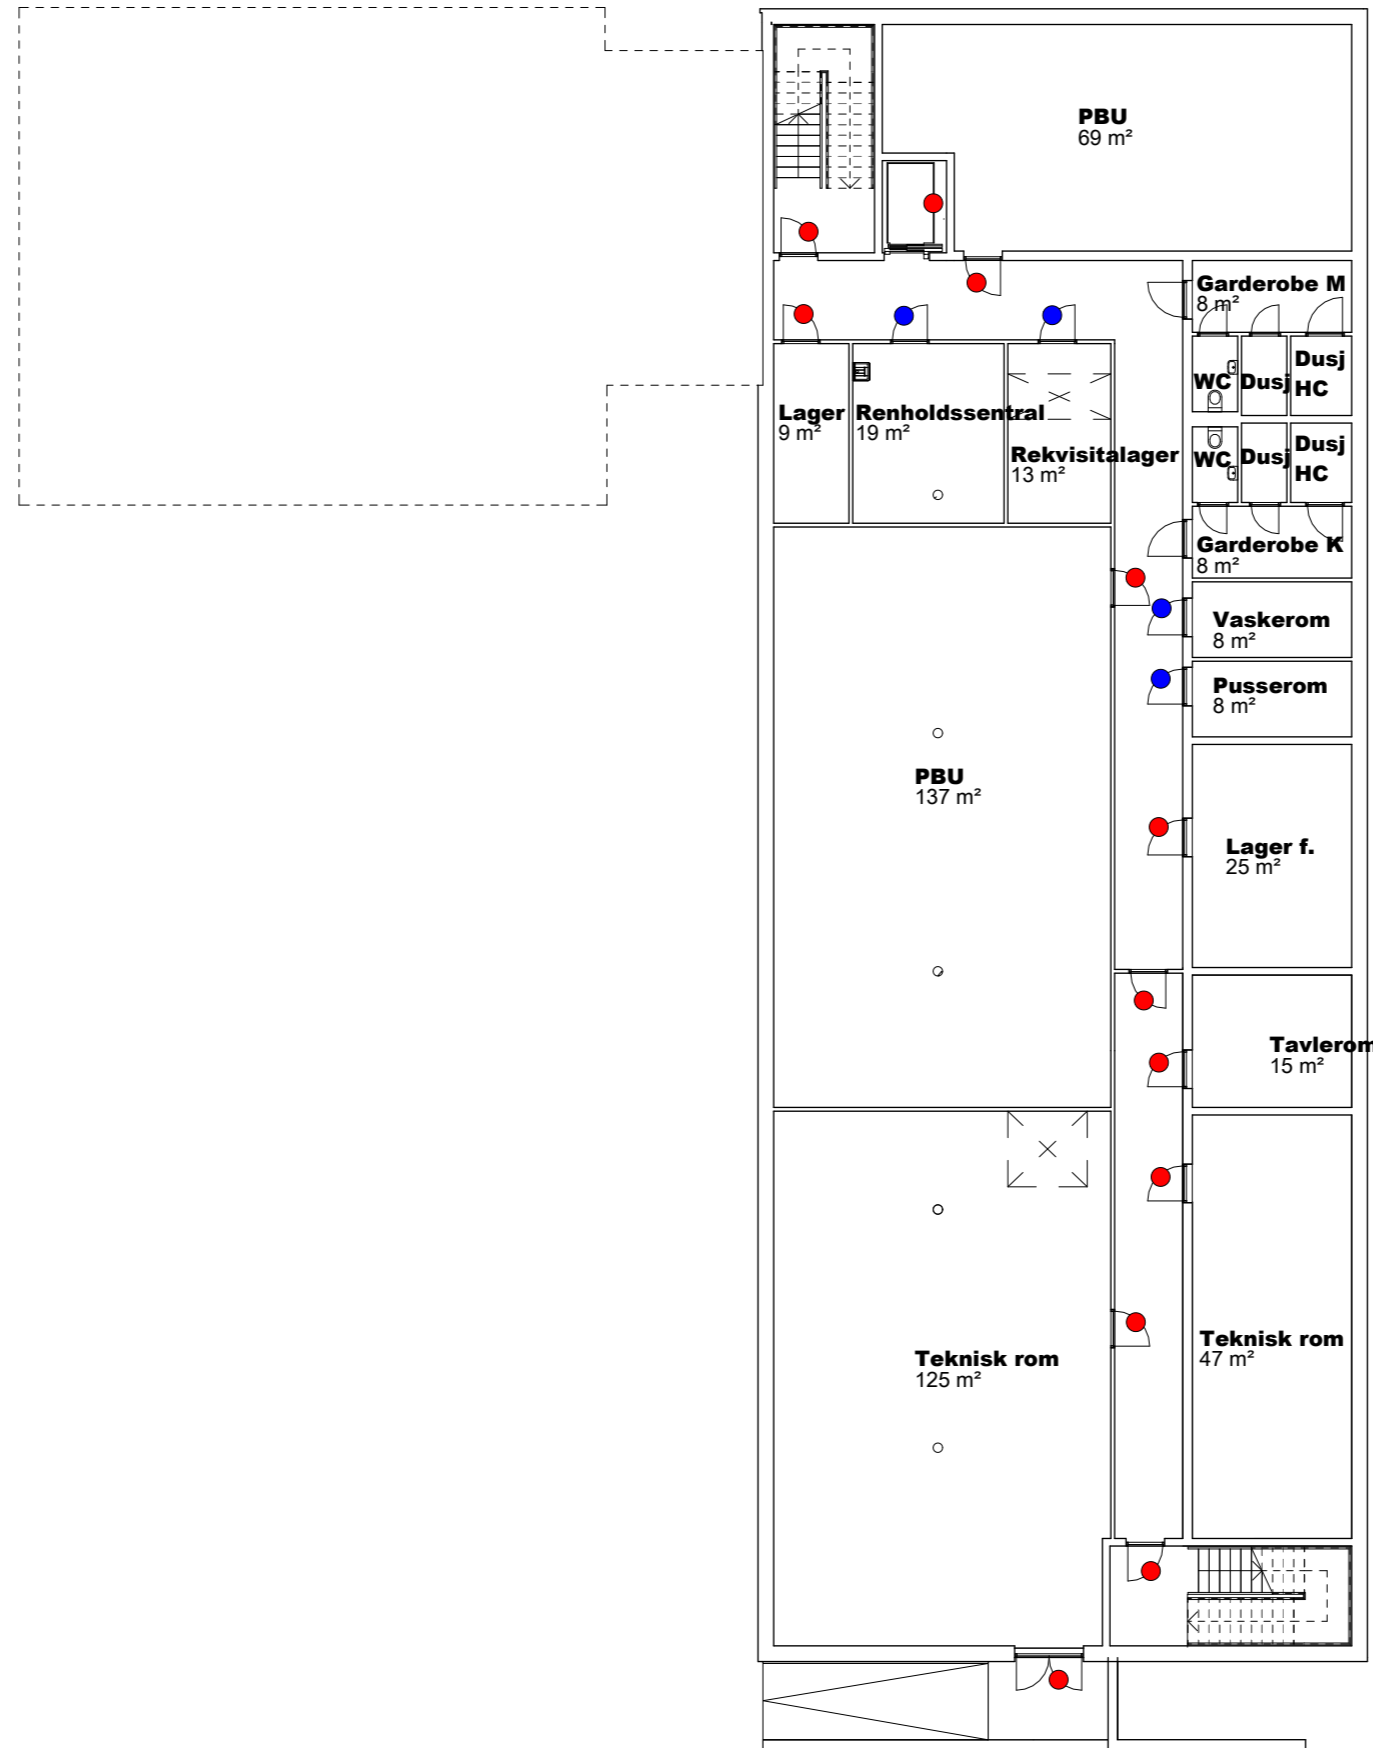 PBU
69 m²
Garderobe M
8 m²
WC
Dusj
Dusj
HC
Lager
9 m²
Renholdssentral
19 m²
Rekvisitalager
13 m²
WC
Dusj
Dusj
HC
Garderobe K
8 m²
Vaskerom
8 m²
Pusserom
8 m²
PBU
137 m²
Lager f.
25 m²
Tavlerom
15 m²
Teknisk rom
125 m²
Teknisk rom
47 m²